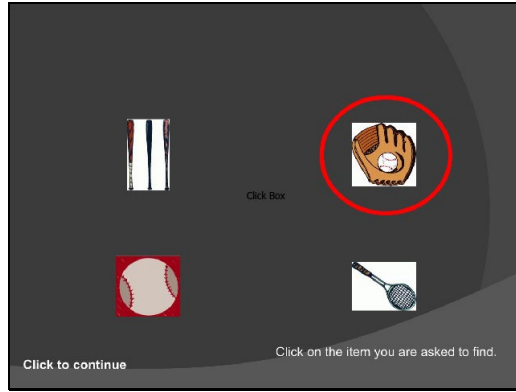 Click Box
Click on the item you are asked to find.
Click to continue